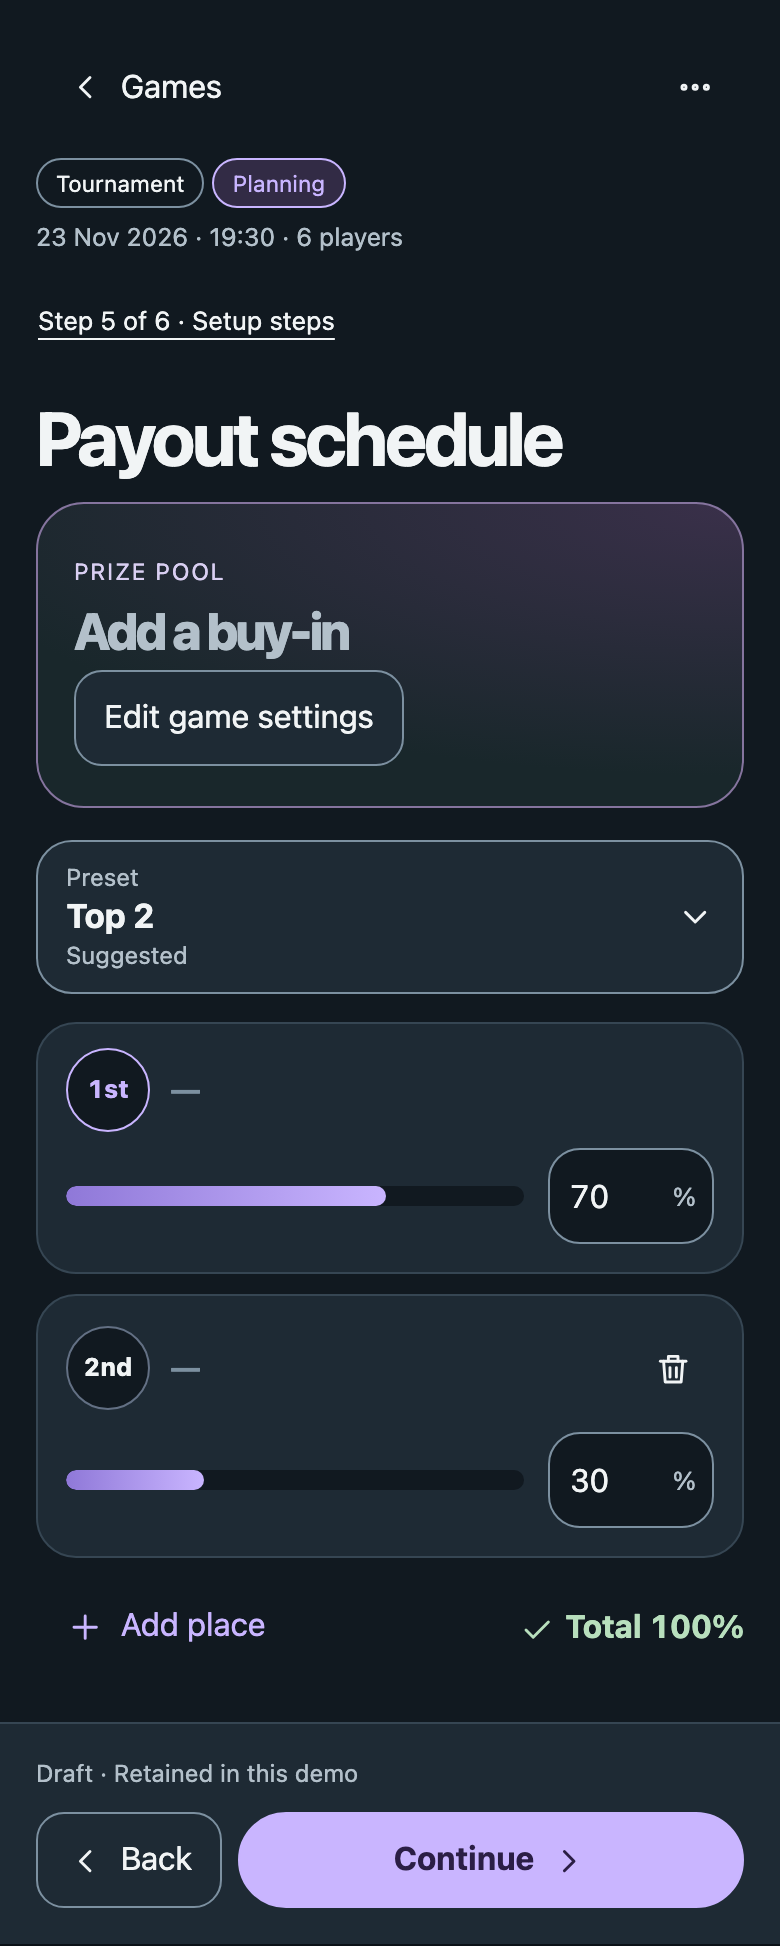 Games
Tournament Planning
23 Nov 2026 · 19:30 · 6 players
Step 5 of 6 · Setup steps
Payout schedule
PRIZE POOL
Add a buy-in
Edit game settings
Preset
Top 2
Suggested
1st —
70 %
2nd —
30 %
Add place Total 100%
Draft · Retained in this demo
Back Continue